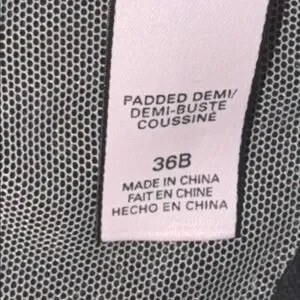 PADDED DEMI/
DEMI-BUSTE
COUSSINÉ
36B
MADE IN CHINA
FAIT EN CHINE
HECHO EN CHINA